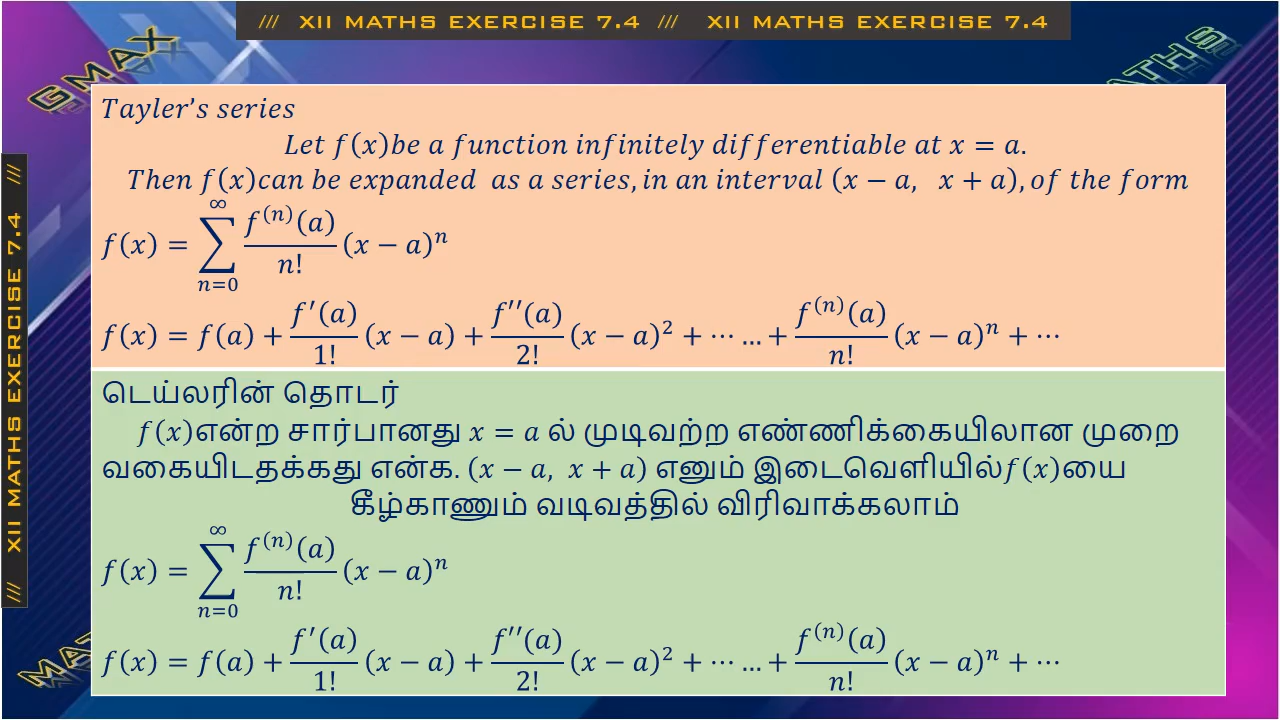 /// XII MATHS EXERCISE 7.4 /// XII MATHS EXERCISE 7.4
GMAX
MATHS
/// XII MATHS EXERCISE 7.4 ///
Tayler's series
Let f(x)be a function infinitely differentiable at x = a.
Then f(x)can be expanded as a series, in an interval (x − a, x + a), of the form
f(x) = ∑_{n=0}^{∞} f⁽ⁿ⁾(a)/n! (x − a)ⁿ
f(x) = f(a) + f′(a)/1! (x − a) + f′′(a)/2! (x − a)² + ⋯ … + f⁽ⁿ⁾(a)/n! (x − a)ⁿ + ⋯
டெய்லரின் தொடர்
f(x)என்ற சார்பானது x = a ல் முடிவற்ற எண்ணிக்கையிலான முறை
வகையிடதக்கது என்க. (x − a, x + a) எனும் இடைவெளியில்f(x)யை
கீழ்காணும் வடிவத்தில் விரிவாக்கலாம்
f(x) = ∑_{n=0}^{∞} f⁽ⁿ⁾(a)/n! (x − a)ⁿ
f(x) = f(a) + f′(a)/1! (x − a) + f′′(a)/2! (x − a)² + ⋯ … + f⁽ⁿ⁾(a)/n! (x − a)ⁿ + ⋯